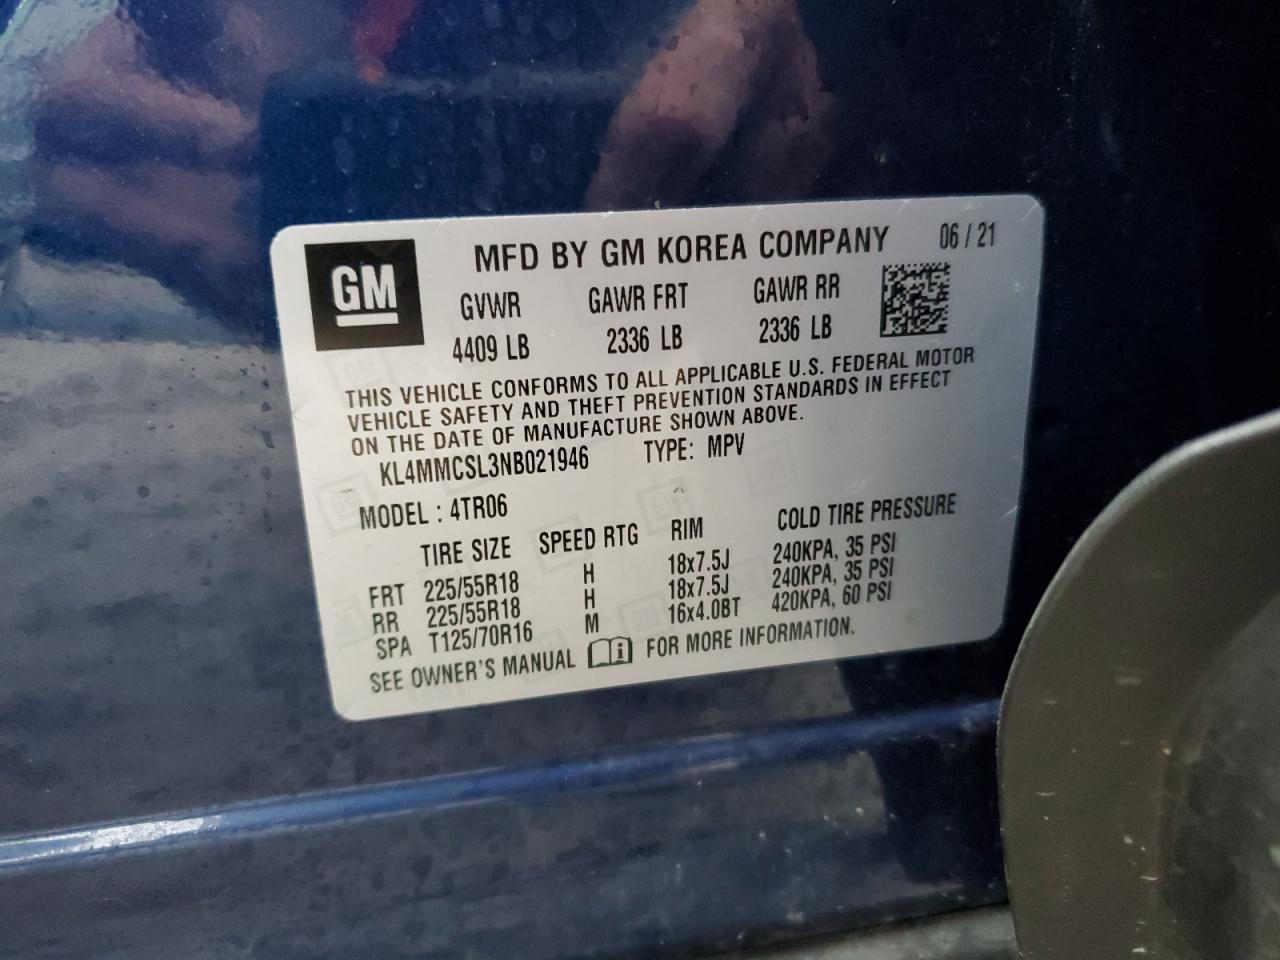 GM
MFD BY GM KOREA COMPANY 06 / 21
GVWR GAWR FRT GAWR RR
4409 LB 2336 LB 2336 LB
THIS VEHICLE CONFORMS TO ALL APPLICABLE U.S. FEDERAL MOTOR
VEHICLE SAFETY AND THEFT PREVENTION STANDARDS IN EFFECT
ON THE DATE OF MANUFACTURE SHOWN ABOVE.
KL4MMCSL3NB021946 TYPE: MPV
MODEL : 4TR06
TIRE SIZE SPEED RTG RIM COLD TIRE PRESSURE
FRT 225/55R18 H 18x7.5J 240KPA, 35 PSI
RR 225/55R18 H 18x7.5J 240KPA, 35 PSI
SPA T125/70R16 M 16x4.0BT 420KPA, 60 PSI
SEE OWNER'S MANUAL i FOR MORE INFORMATION.